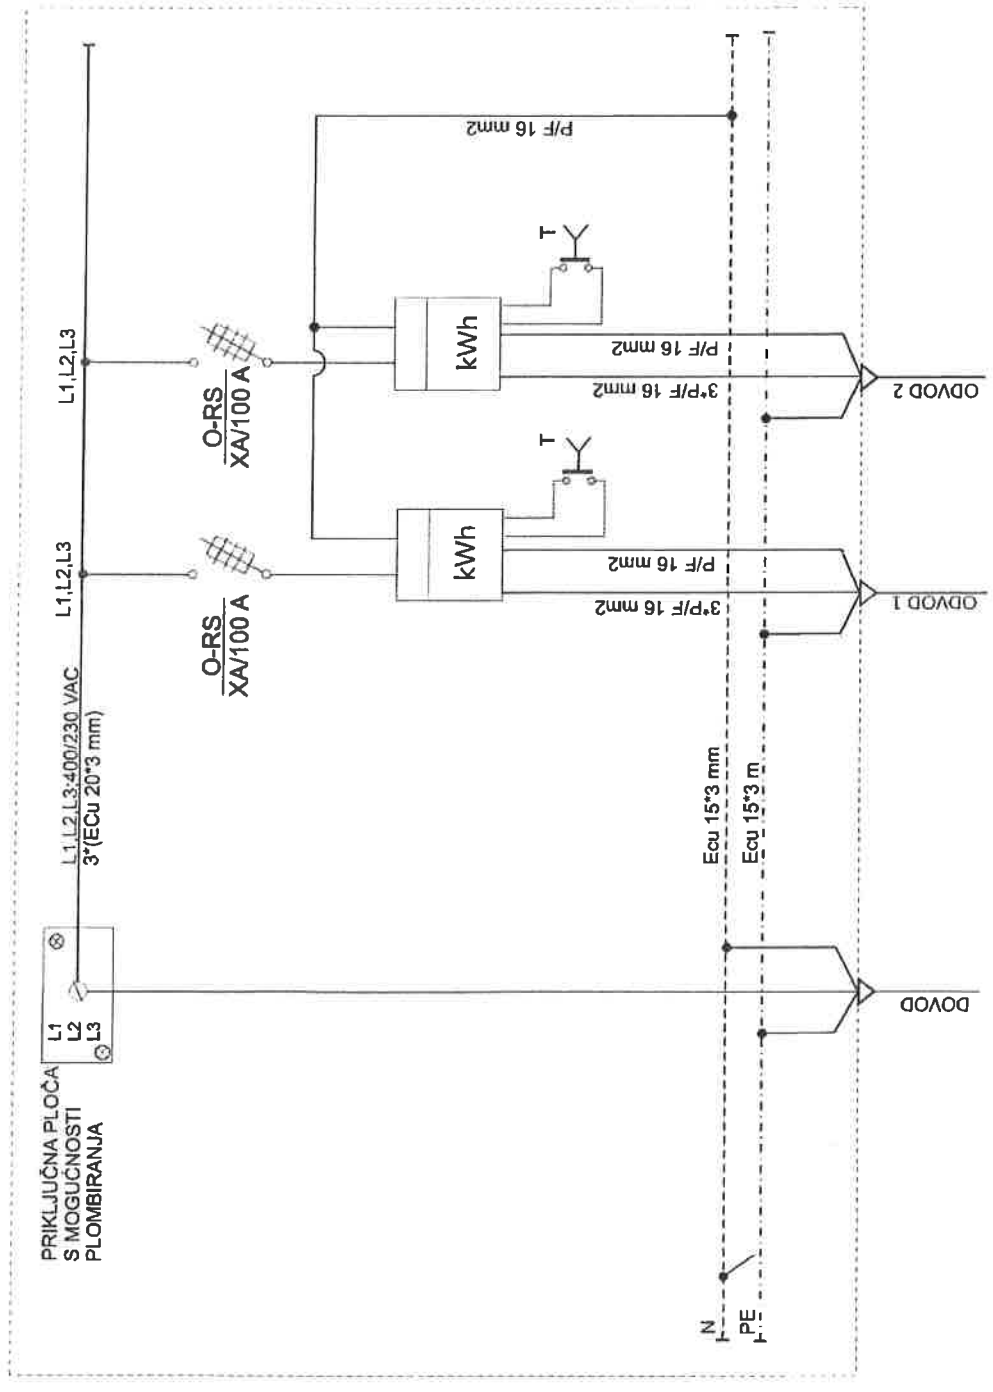 PRIKLJUČNA PLOČA
S MOGUĆNOSTI
PLOMBIRANJA
L1
L2
L3
L1,L2,L3:400/230 VAC
3*(ECu 20*3 mm)
L1,L2,L3
L1,L2,L3
O-RS
XA/100 A
O-RS
XA/100 A
kWh
kWh
T
T
P/F 16 mm2
3*P/F 16 mm2
P/F 16 mm2
3*P/F 16 mm2
P/F 16 mm2
N
PE
Ecu 15*3 mm
Ecu 15*3 m
DOVOD
ODVOD 1
ODVOD 2